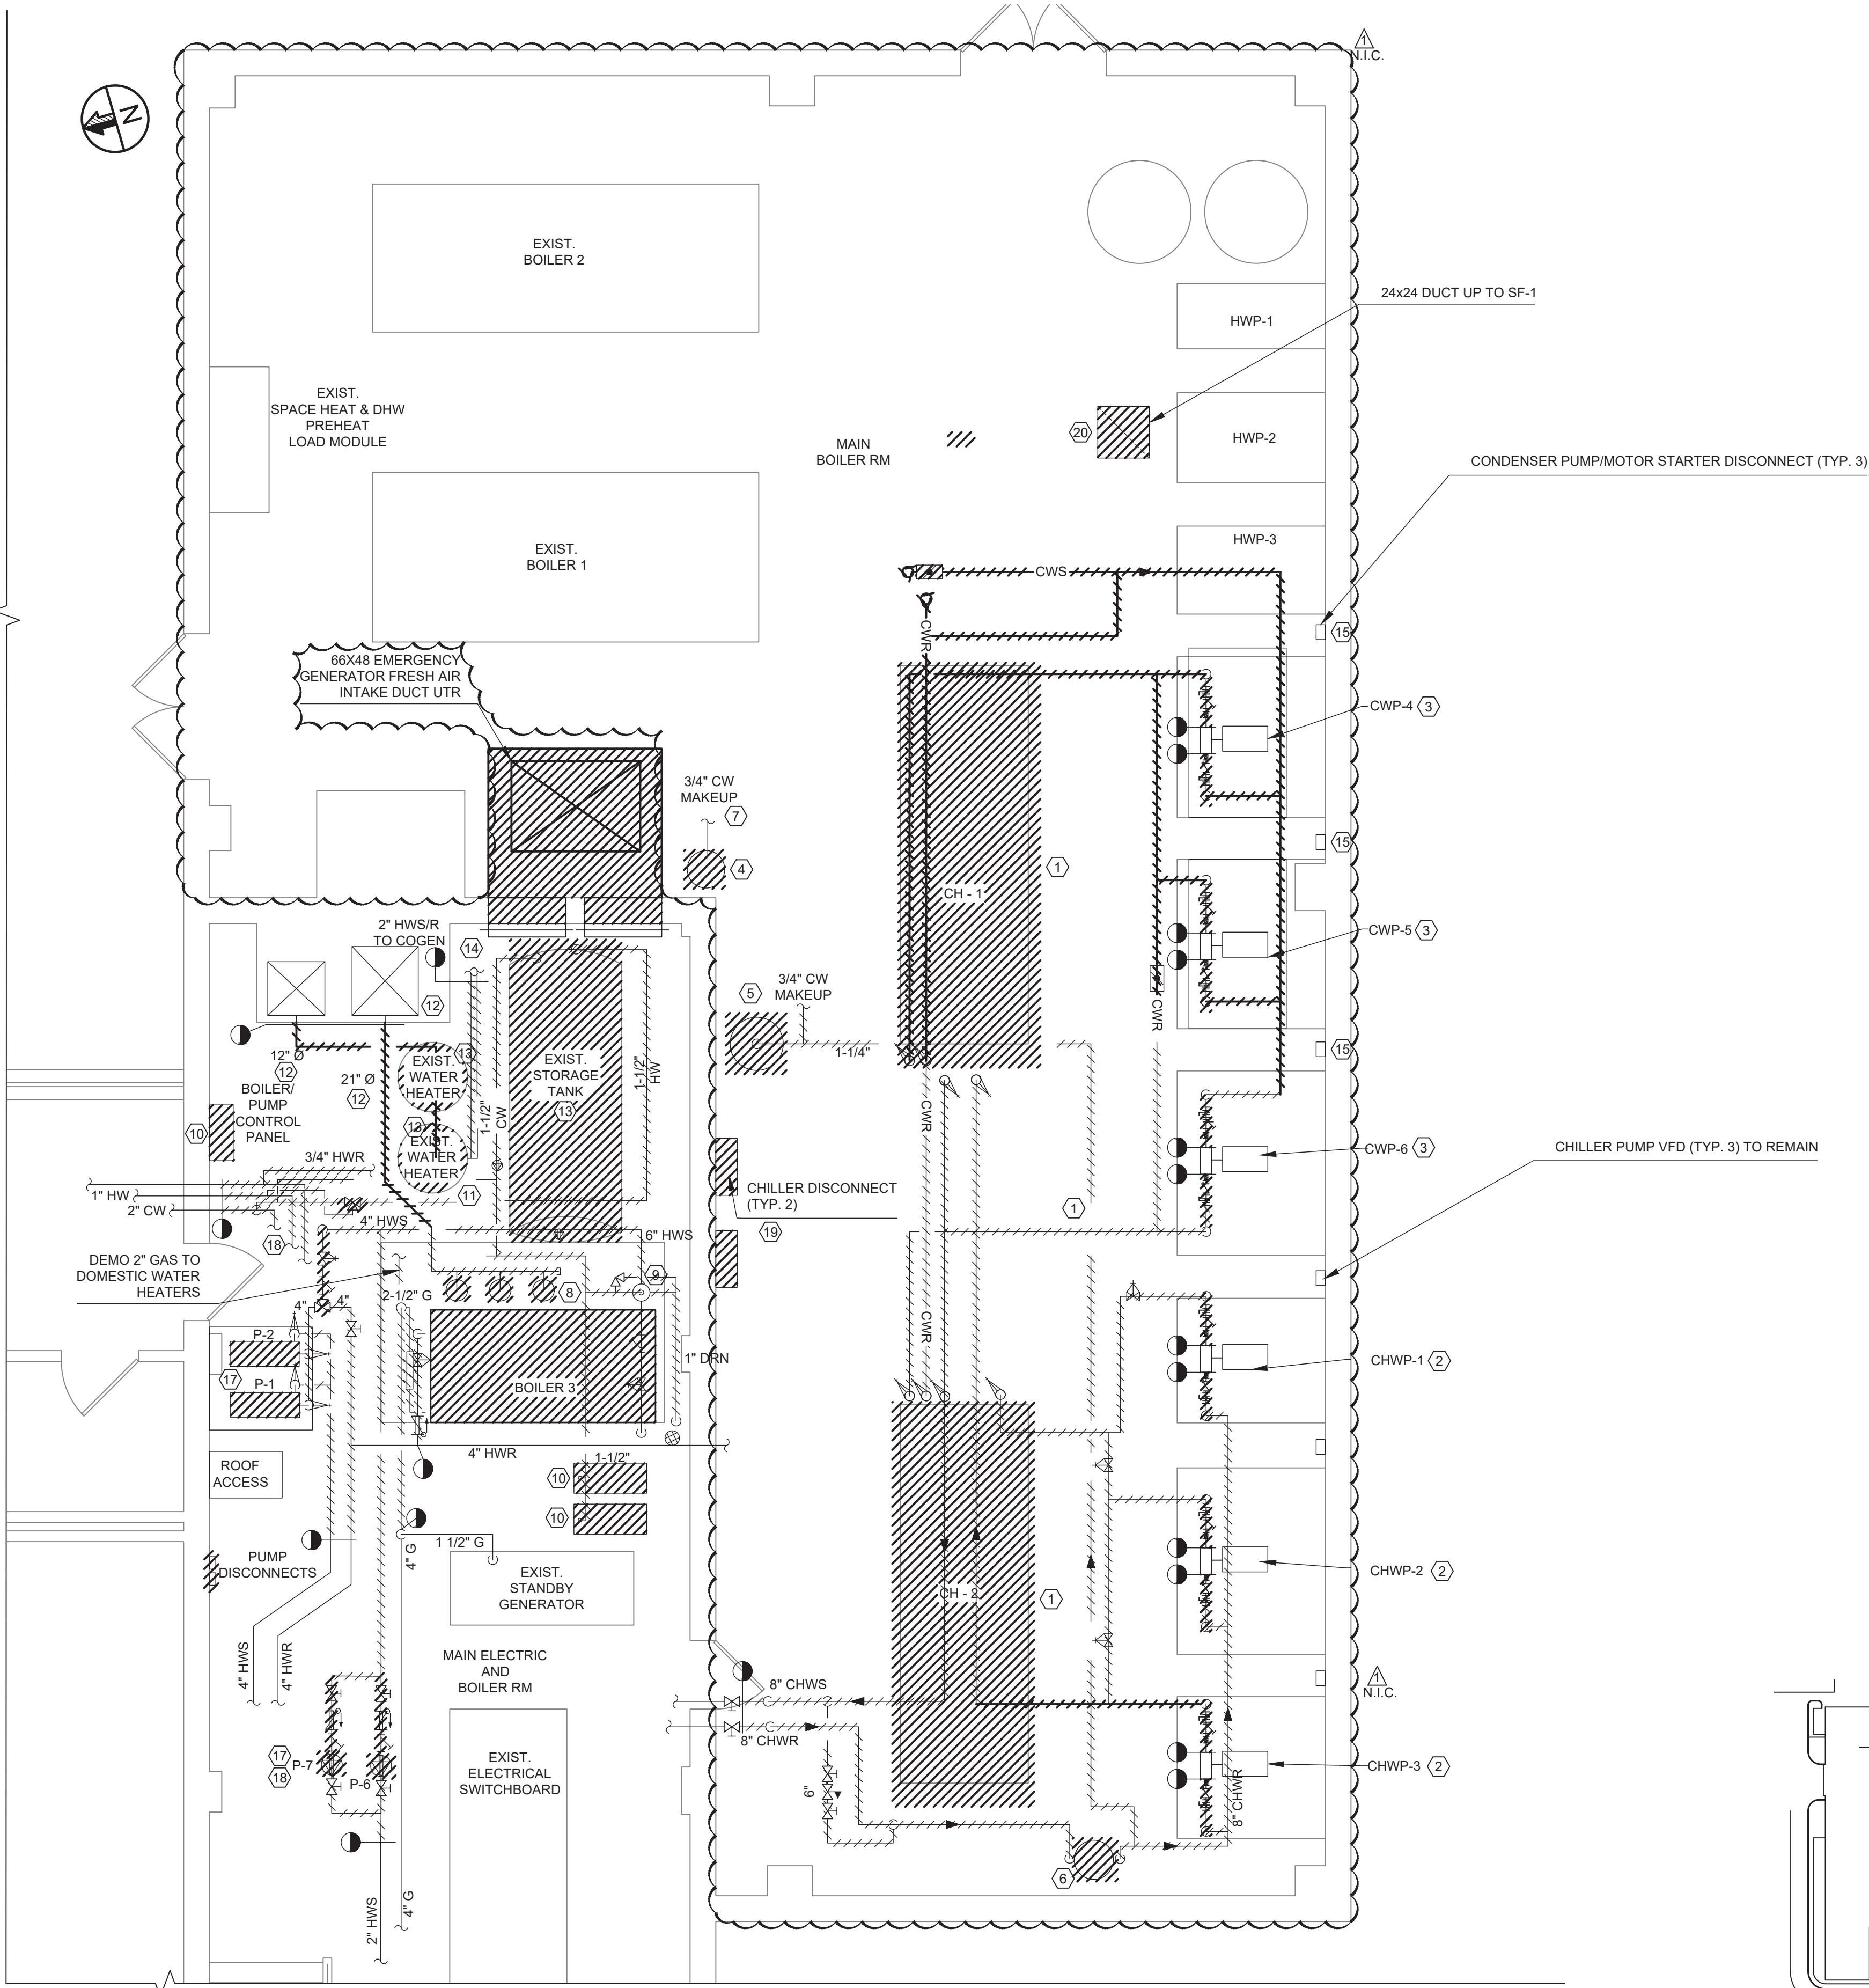 1
N.I.C.
N
EXIST.
BOILER 2
24x24 DUCT UP TO SF-1
HWP-1
EXIST.
SPACE HEAT & DHW
PREHEAT
LOAD MODULE
20
MAIN
BOILER RM
HWP-2
CONDENSER PUMP/MOTOR STARTER DISCONNECT (TYP. 3)
EXIST.
BOILER 1
HWP-3
CWS
CWR
15
66X48 EMERGENCY
GENERATOR FRESH AIR
INTAKE DUCT UTR
CWP-4 3
3/4" CW
MAKEUP
7
4
15
CH - 1
1
2" HWS/R
TO COGEN
14
CWP-5 3
12
5
3/4" CW
MAKEUP
CWR
12" Ø
12
21" Ø
12
13
EXIST.
WATER
HEATER
EXIST.
STORAGE
TANK
13
1-1/2"
HW
1-1/4"
15
BOILER/
PUMP
CONTROL
PANEL
10
1-1/2"
CW
13
EXIST.
WATER
HEATER
11
CWR
CWP-6 3
CHILLER PUMP VFD (TYP. 3) TO REMAIN
3/4" HWR
1" HW
2" CW
CHILLER DISCONNECT
(TYP. 2)
19
1
4" HWS
18
6" HWS
DEMO 2" GAS TO
DOMESTIC WATER
HEATERS
9
8
2-1/2" G
4"
4"
P-2
17
P-1
CWR
1" DRN
BOILER 3
CHWP-1 2
4" HWR
ROOF
ACCESS
1-1/2"
10
10
1 1/2" G
4" G
PUMP
DISCONNECTS
EXIST.
STANDBY
GENERATOR
CH - 2
1
CHWP-2 2
4" HWS
4" HWR
MAIN ELECTRIC
AND
BOILER RM
8" CHWS
8" CHWR
1
N.I.C.
17
18
P-7
P-6
EXIST.
ELECTRICAL
SWITCHBOARD
6"
CHWP-3 2
8" CHWR
6
2" HWS
4" G